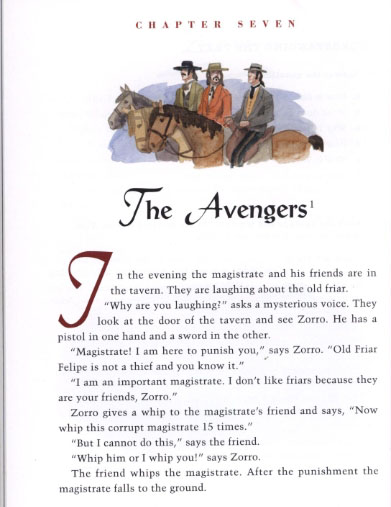 CHAPTER SEVEN
The Avengers¹
In the evening the magistrate and his friends are in
the tavern. They are laughing about the old friar.
"Why are you laughing?" asks a mysterious voice. They
look at the door of the tavern and see Zorro. He has a
pistol in one hand and a sword in the other.
"Magistrate! I am here to punish you," says Zorro. "Old Friar
Felipe is not a thief and you know it."
"I am an important magistrate. I don't like friars because they
are your friends, Zorro."
Zorro gives a whip to the magistrate's friend and says, "Now
whip this corrupt magistrate 15 times."
"But I cannot do this," says the friend.
"Whip him or I whip you!" says Zorro.
The friend whips the magistrate. After the punishment the
magistrate falls to the ground.